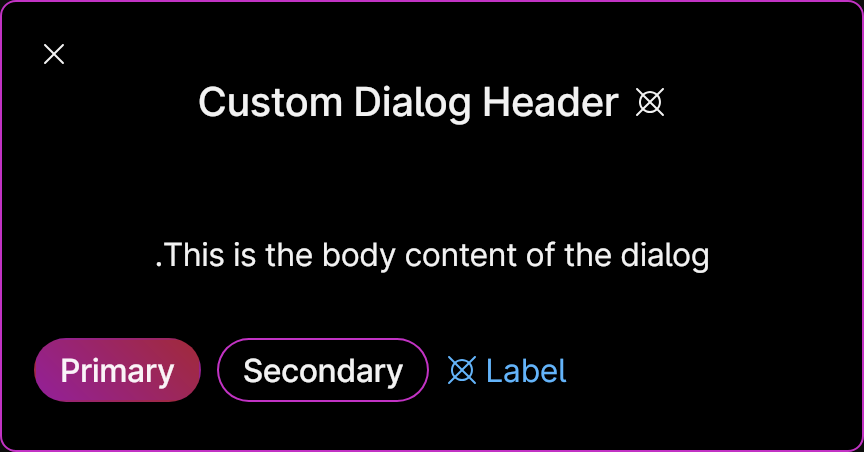 Custom Dialog Header
.This is the body content of the dialog
Primary
Secondary
Label